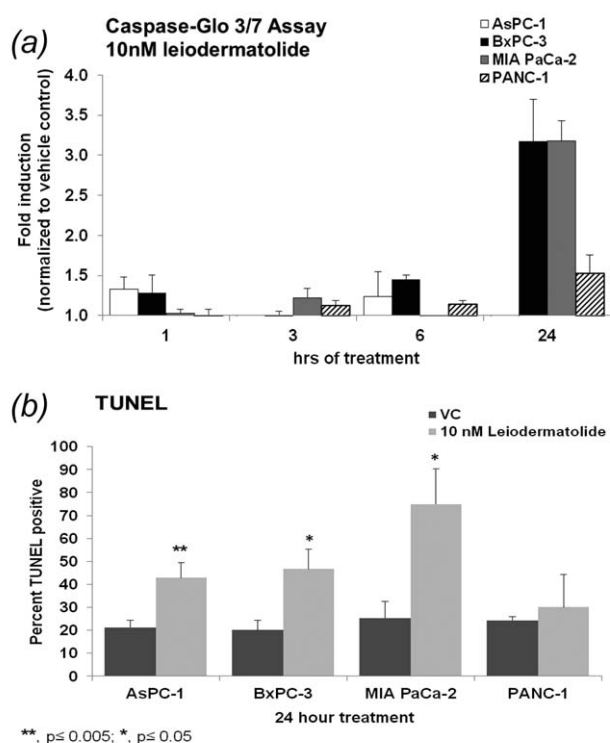 (a)
Caspase-Glo 3/7 Assay
10nM leiodermatolide
AsPC-1
BxPC-3
MIA PaCa-2
PANC-1
Fold induction
(normalized to vehicle control)
4.0
3.5
3.0
2.5
2.0
1.5
1.0
1 3 6 24
hrs of treatment
(b)
TUNEL
VC
10 nM Leiodermatolide
Percent TUNEL positive
100
90
80
70
60
50
40
30
20
10
0
** * *
AsPC-1 BxPC-3 MIA PaCa-2 PANC-1
24 hour treatment
**, p≤ 0.005; *, p≤ 0.05